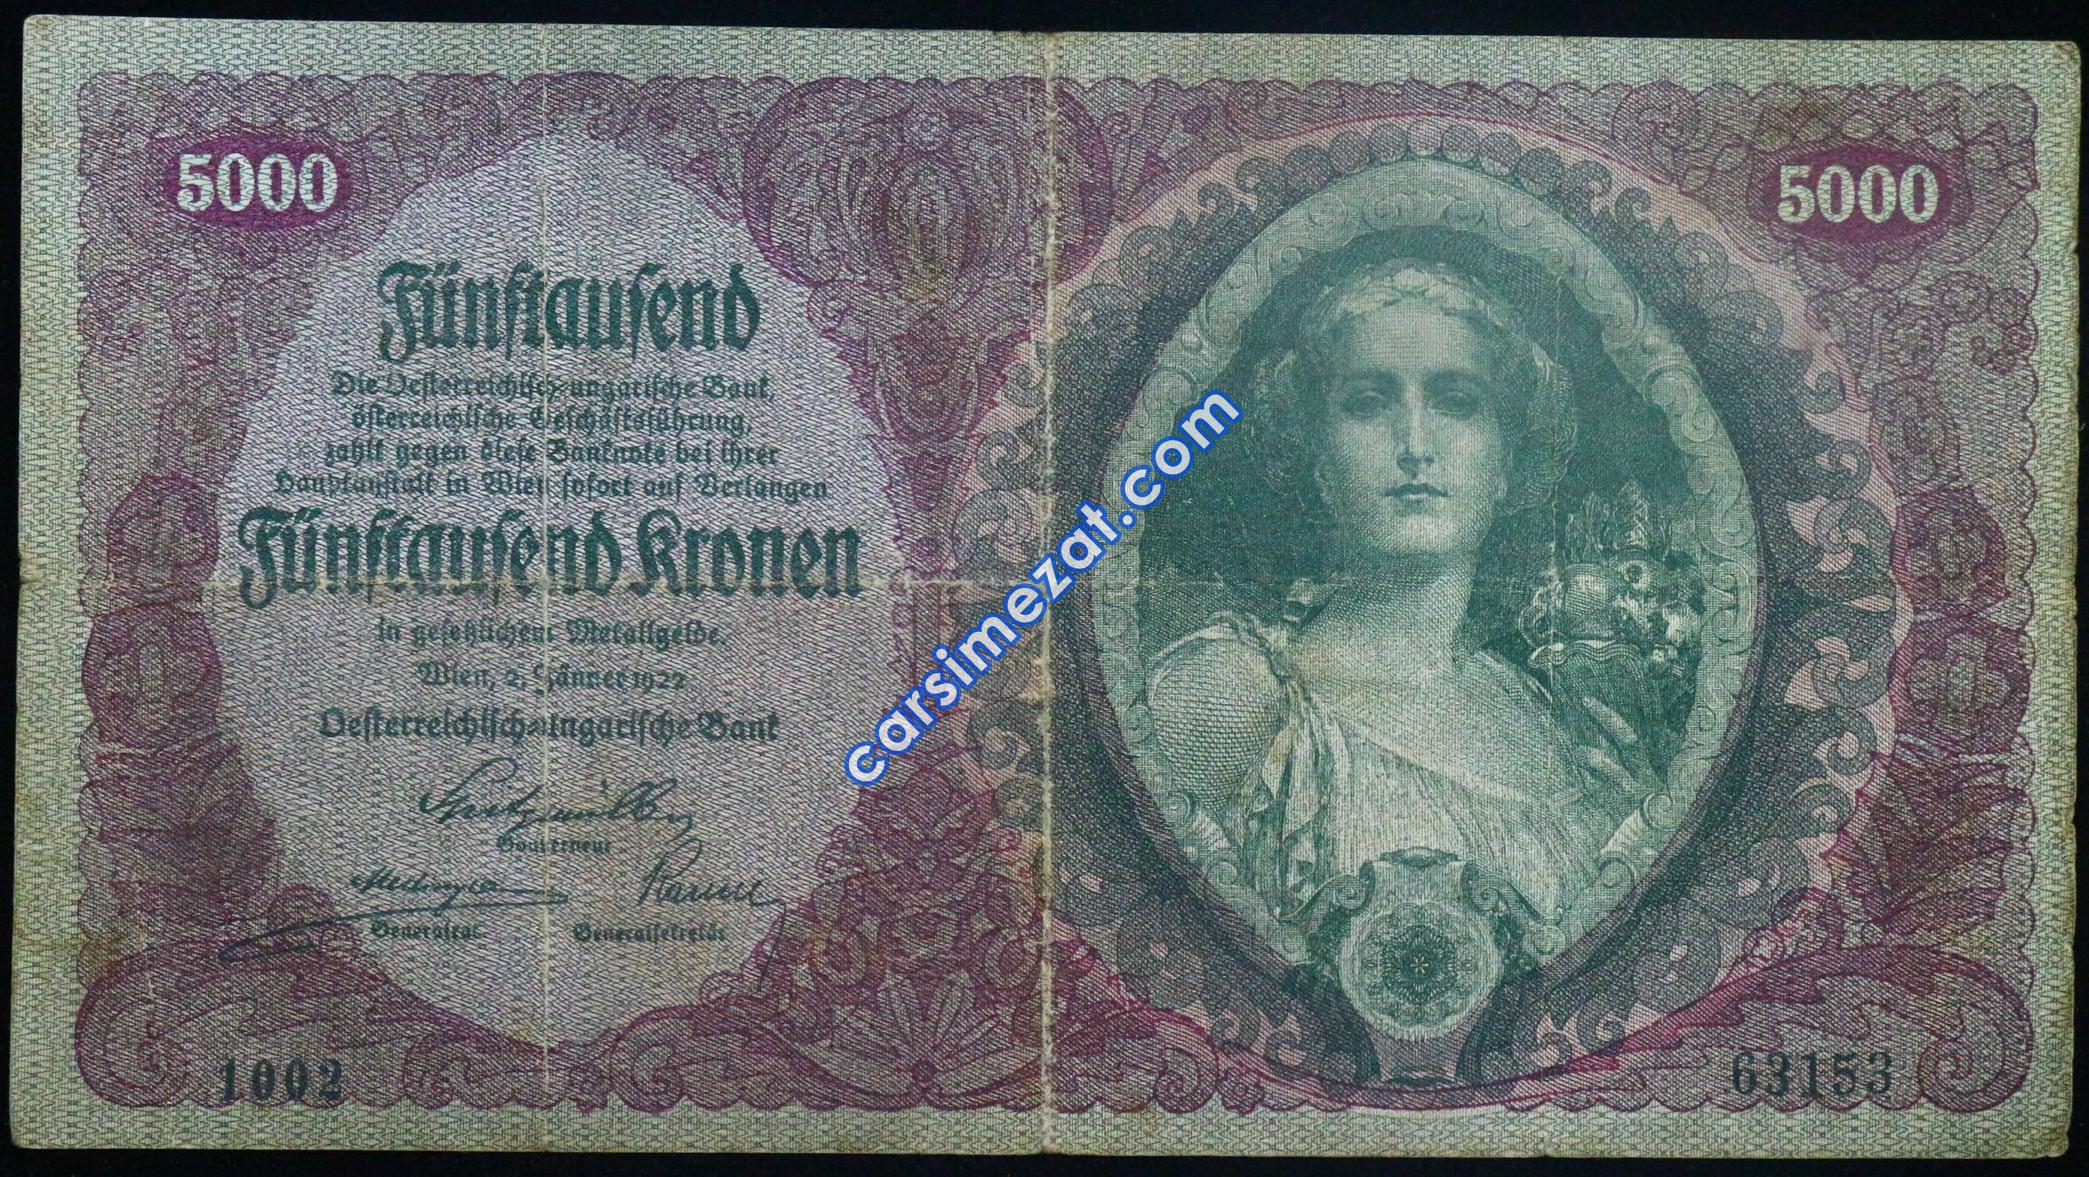 5000
5000
Fünftausend
Die Oesterreichisch-ungarische Bank,
österreichische Geschäftsführung,
zahlt gegen diese Banknote bei ihrer
Hauptanstalt in Wien sofort auf Verlangen
Fünftausend Kronen
in gesetzlichem Metallgelde.
Wien, 2. Jänner 1922
Oesterreichisch-ungarische Bank
Spitzmüller
Gouverneur
Generalrat
Generalsekretär
1002
63153
carsimezat.com